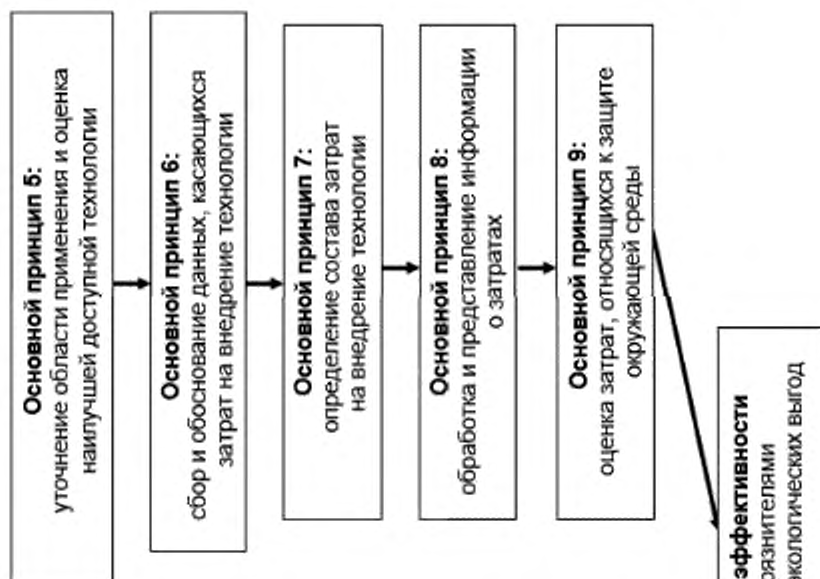 Основной принцип 5:
уточнение области применения и оценка
наилучшей доступной технологии
Основной принцип 6:
сбор и обоснование данных, касающихся
затрат на внедрение технологии
Основной принцип 7:
определение состава затрат
на внедрение технологии
Основной принцип 8:
обработка и представление информации
о затратах
Основной принцип 9:
оценка затрат, относящихся к защите
окружающей среды
эффективности
экологических выгод